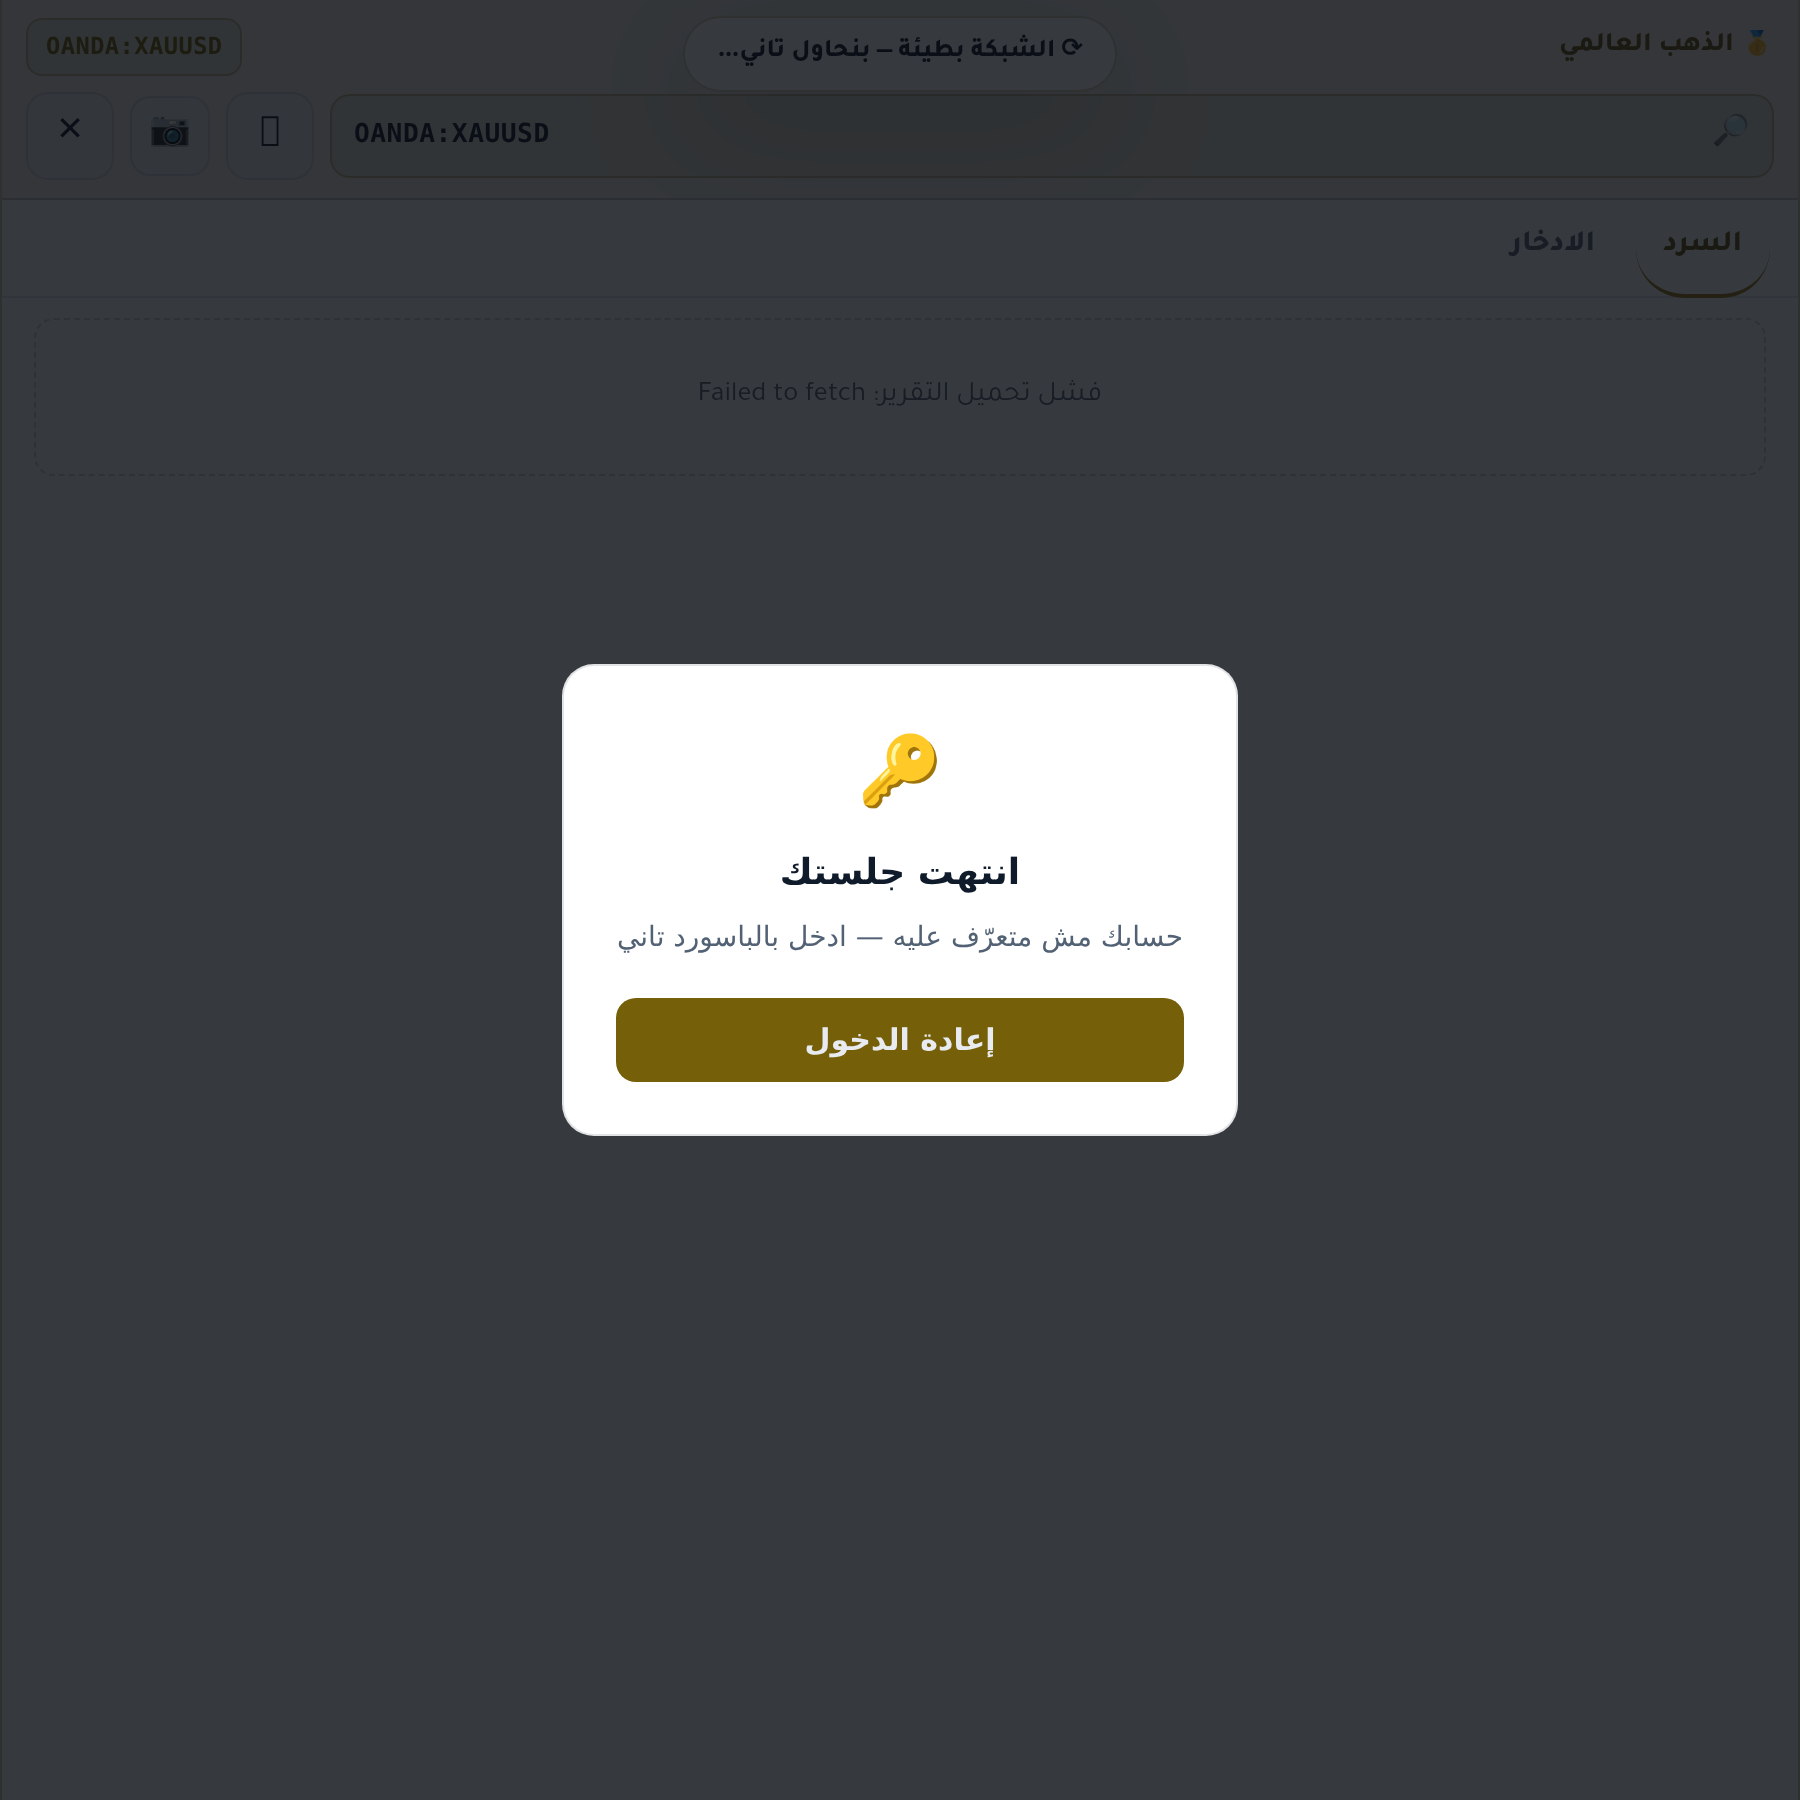 🥇 الذهب العالمي
⟳ الشبكة بطيئة – بنحاول تاني...
OANDA:XAUUSD
OANDA:XAUUSD
السرد
الادخار
فشل تحميل التقرير: Failed to fetch
انتهت جلستك
حسابك مش متعرّف عليه — ادخل بالباسورد تاني
إعادة الدخول